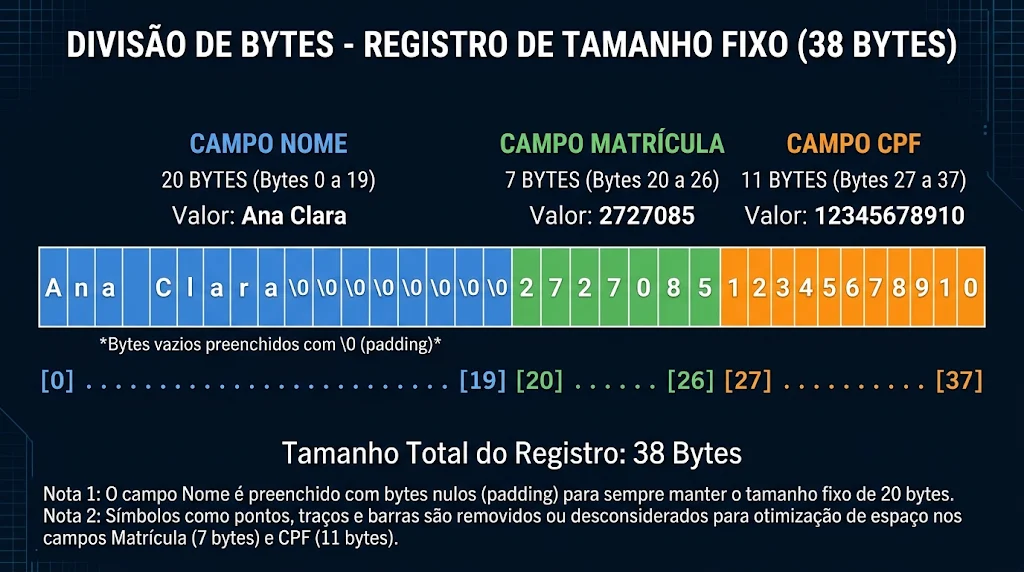 DIVISÃO DE BYTES - REGISTRO DE TAMANHO FIXO (38 BYTES)
CAMPO NOME
20 BYTES (Bytes 0 a 19)
Valor: Ana Clara
CAMPO MATRÍCULA
7 BYTES (Bytes 20 a 26)
Valor: 2727085
CAMPO CPF
11 BYTES (Bytes 27 a 37)
Valor: 12345678910
A n a C l a r a \0 \0 \0 \0 \0 \0 \0 \0 2 7 2 7 0 8 5 1 2 3 4 5 6 7 8 9 1 0
*Bytes vazios preenchidos com \0 (padding)*
[0] . . . . . . . . . . . . . . . . . . . . . . . . . [19] [20] . . . . . . [26] [27] . . . . . . . . . . [37]
Tamanho Total do Registro: 38 Bytes
Nota 1: O campo Nome é preenchido com bytes nulos (padding) para sempre manter o tamanho fixo de 20 bytes.
Nota 2: Símbolos como pontos, traços e barras são removidos ou desconsiderados para otimização de espaço nos
campos Matrícula (7 bytes) e CPF (11 bytes).